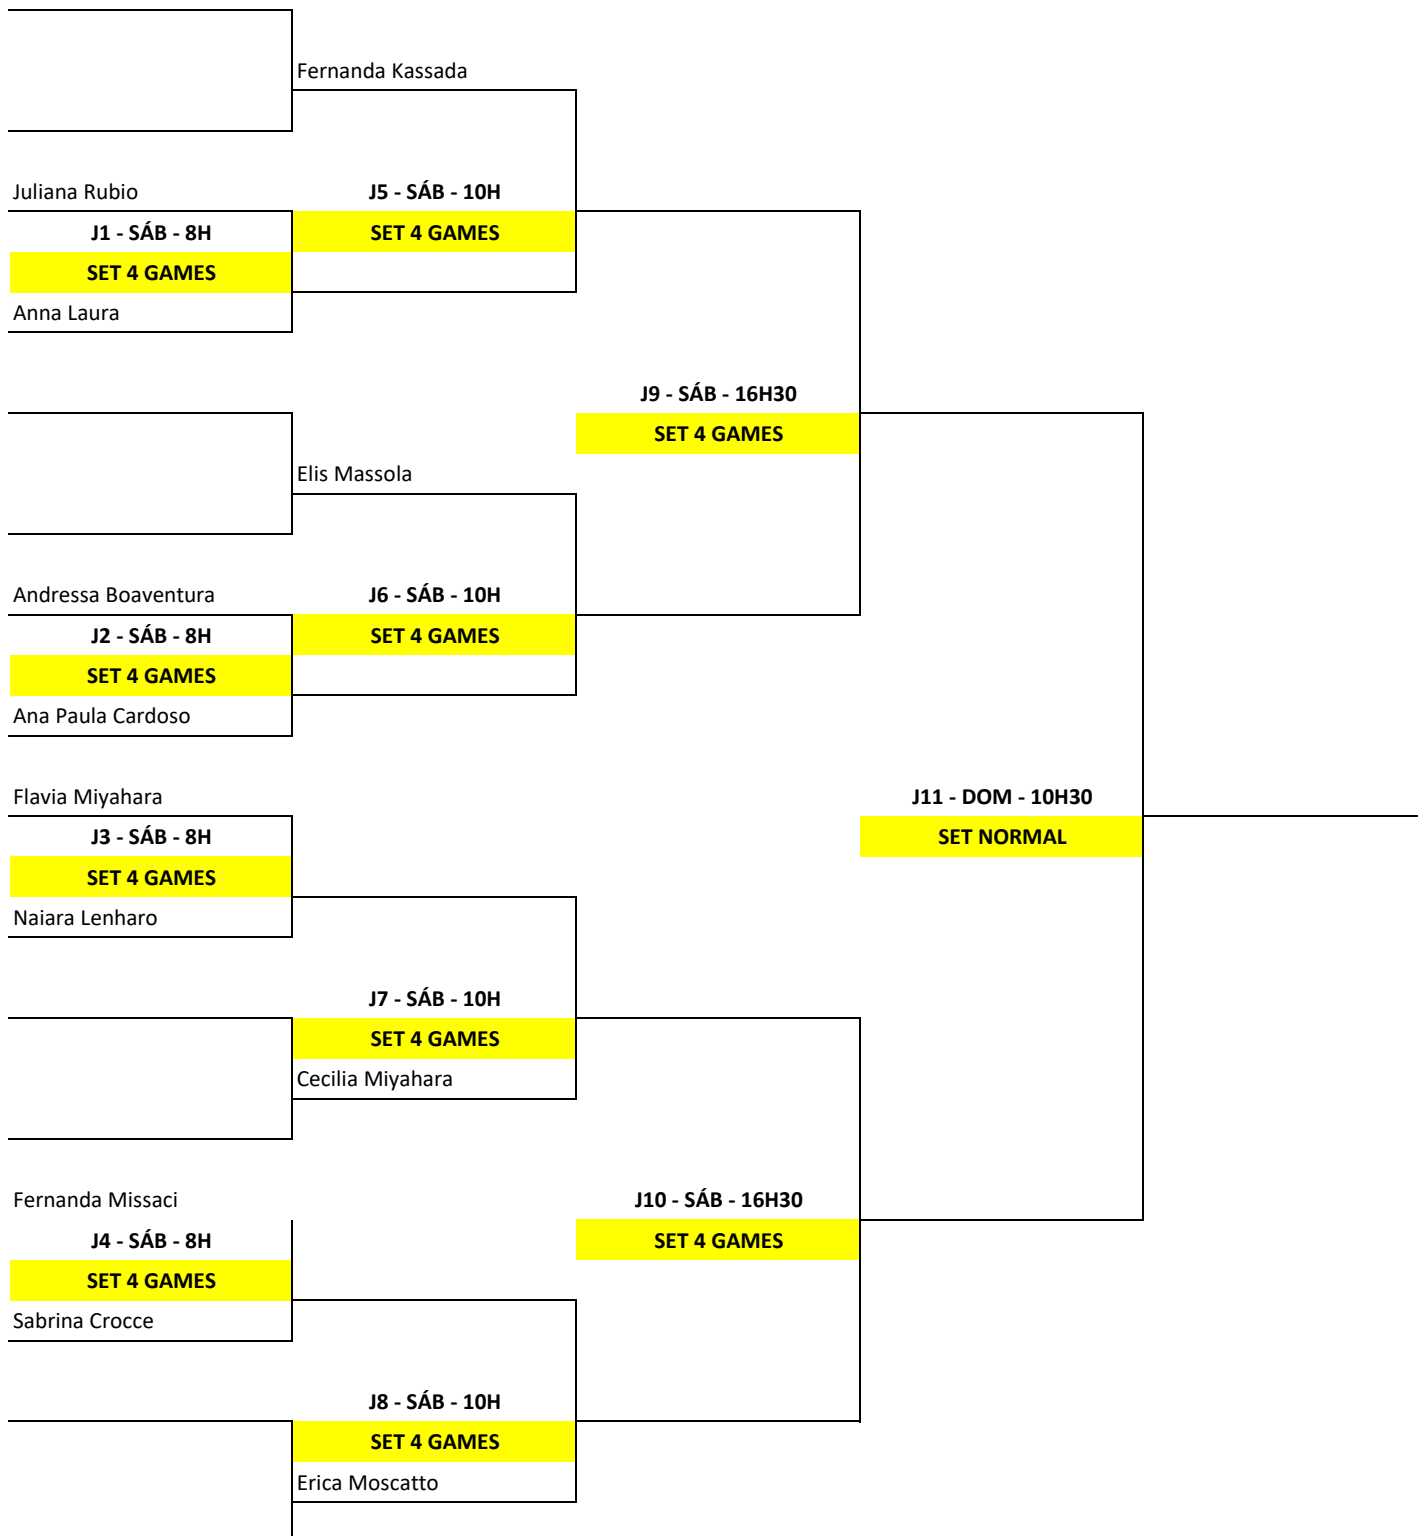 Fernanda Kassada
Juliana Rubio
J5 - SÁB - 10H
J1 - SÁB - 8H
SET 4 GAMES
SET 4 GAMES
Anna Laura
J9 - SÁB - 16H30
SET 4 GAMES
Elis Massola
Andressa Boaventura
J6 - SÁB - 10H
J2 - SÁB - 8H
SET 4 GAMES
SET 4 GAMES
Ana Paula Cardoso
Flavia Miyahara
J11 - DOM - 10H30
J3 - SÁB - 8H
SET NORMAL
SET 4 GAMES
Naiara Lenharo
J7 - SÁB - 10H
SET 4 GAMES
Cecilia Miyahara
Fernanda Missaci
J10 - SÁB - 16H30
J4 - SÁB - 8H
SET 4 GAMES
SET 4 GAMES
Sabrina Crocce
J8 - SÁB - 10H
SET 4 GAMES
Erica Moscatto